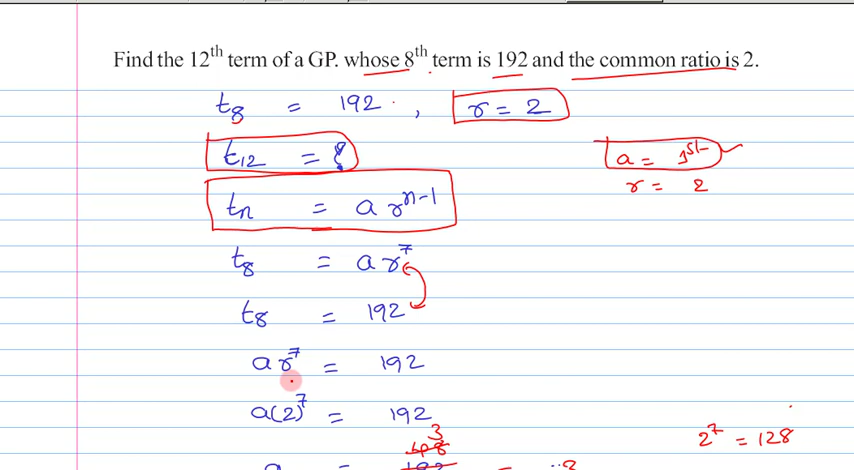 Find the 12th term of a GP. whose 8th term is 192 and the common ratio is 2.
t8 = 192 , r = 2
t12 = ?
a = 1st
r = 2
tn = a r^n-1
t8 = a r^7
t8 = 192
a r^7 = 192
a(2)^7 = 192
2^7 = 128
3